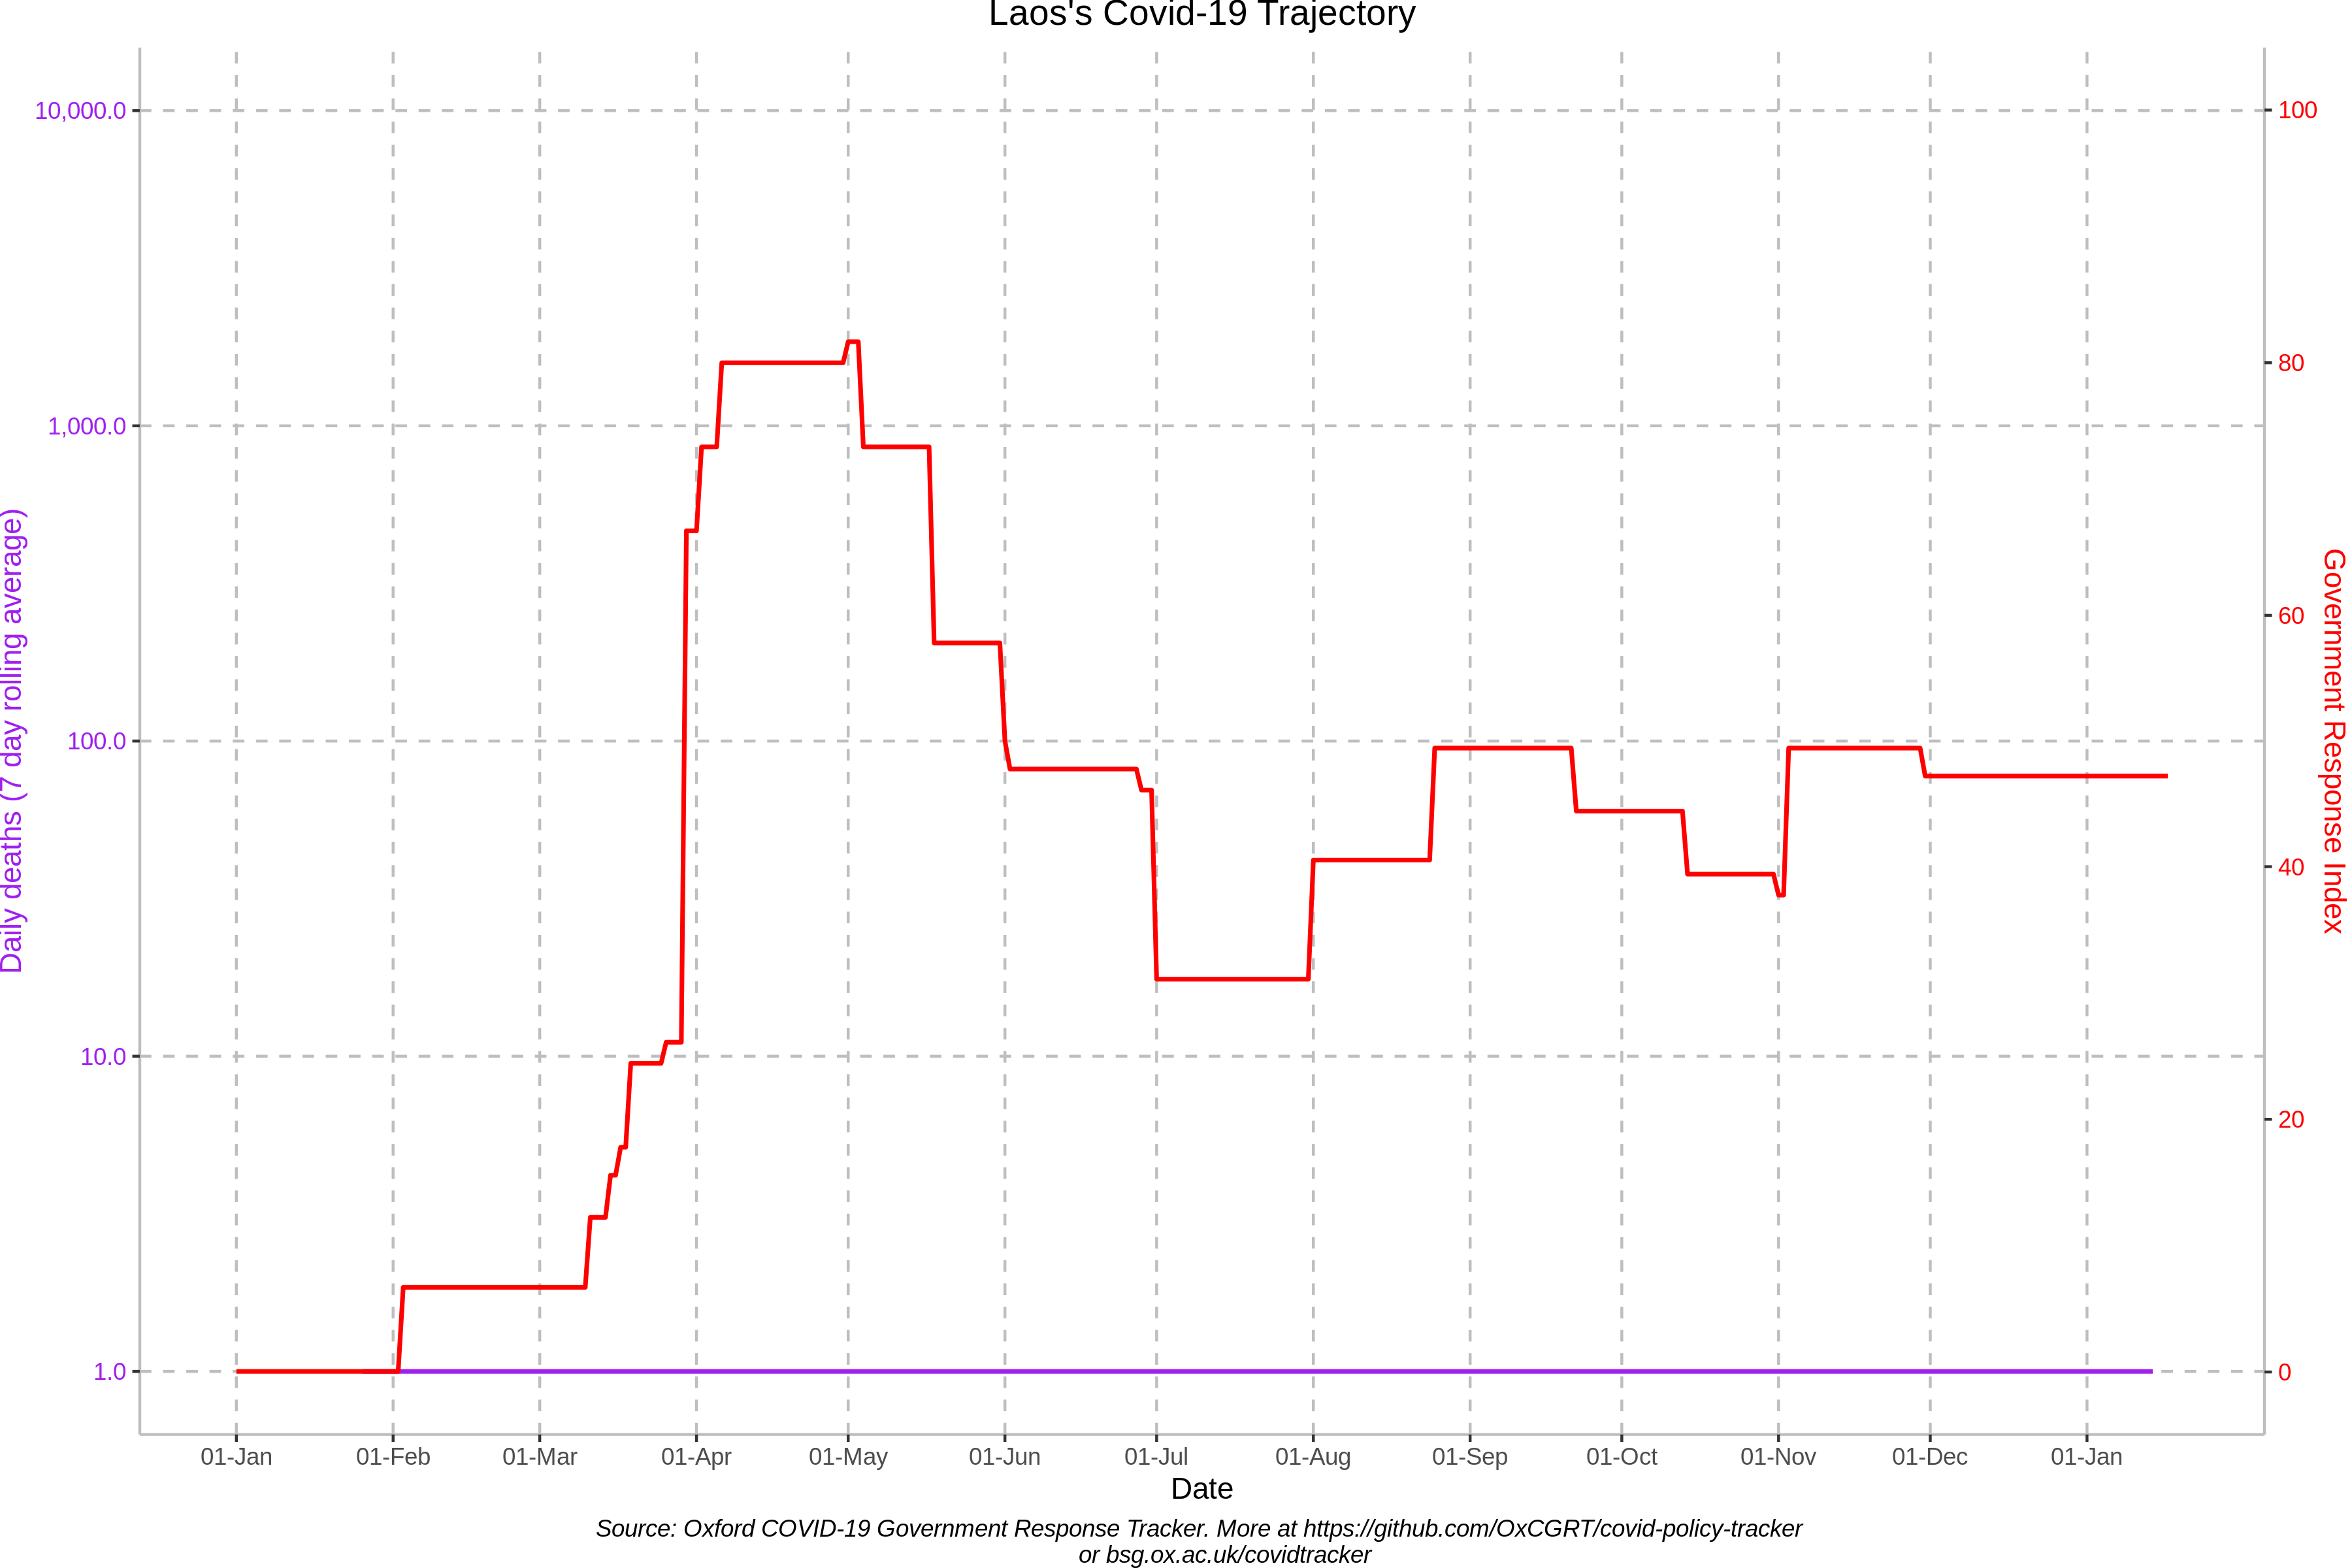 Laos's Covid-19 Trajectory
10,000.0
1,000.0
100.0
10.0
1.0
Daily deaths (7 day rolling average)
100
80
60
40
20
0
Government Response Index
01-Jan 01-Feb 01-Mar 01-Apr 01-May 01-Jun 01-Jul 01-Aug 01-Sep 01-Oct 01-Nov 01-Dec 01-Jan
Date
Source: Oxford COVID-19 Government Response Tracker. More at https://github.com/OxCGRT/covid-policy-tracker
or bsg.ox.ac.uk/covidtracker